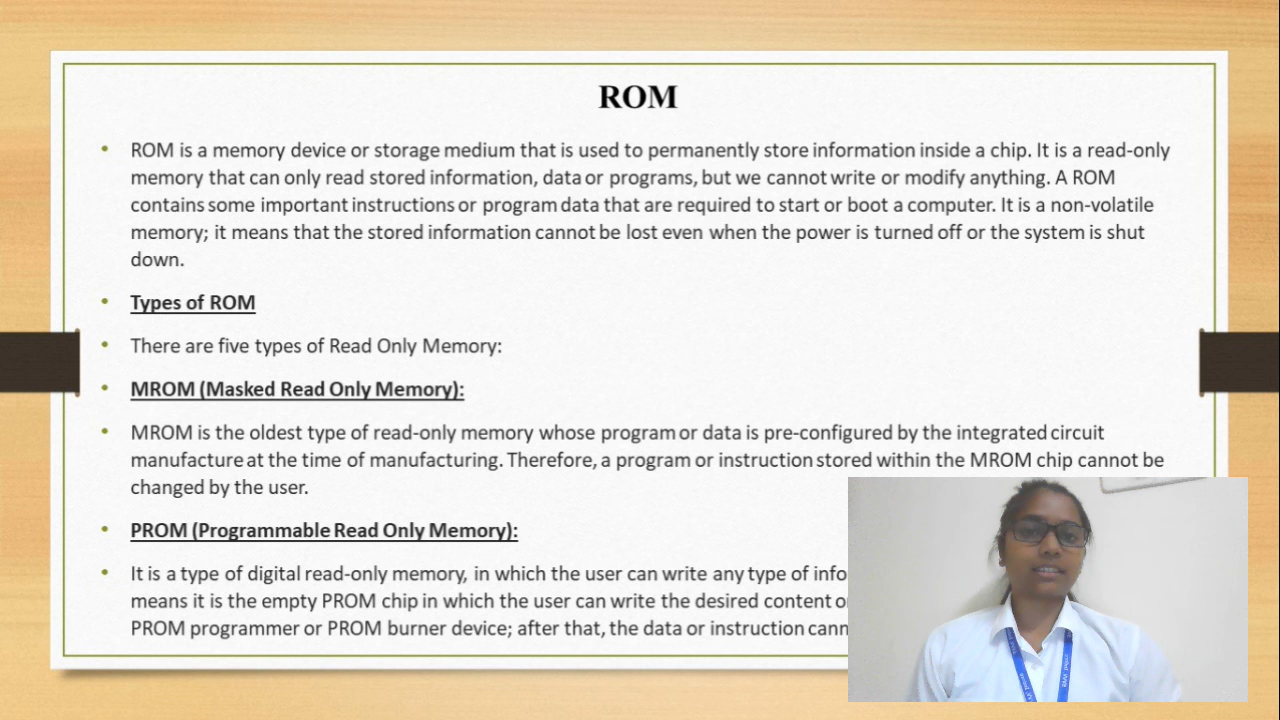 ROM
• ROM is a memory device or storage medium that is used to permanently store information inside a chip. It is a read-only
memory that can only read stored information, data or programs, but we cannot write or modify anything. A ROM
contains some important instructions or program data that are required to start or boot a computer. It is a non-volatile
memory; it means that the stored information cannot be lost even when the power is turned off or the system is shut
down.
• Types of ROM
• There are five types of Read Only Memory:
• MROM (Masked Read Only Memory):
• MROM is the oldest type of read-only memory whose program or data is pre-configured by the integrated circuit
manufacture at the time of manufacturing. Therefore, a program or instruction stored within the MROM chip cannot be
changed by the user.
• PROM (Programmable Read Only Memory):
• It is a type of digital read-only memory, in which the user can write any type of info
means it is the empty PROM chip in which the user can write the desired content o
PROM programmer or PROM burner device; after that, the data or instruction cann